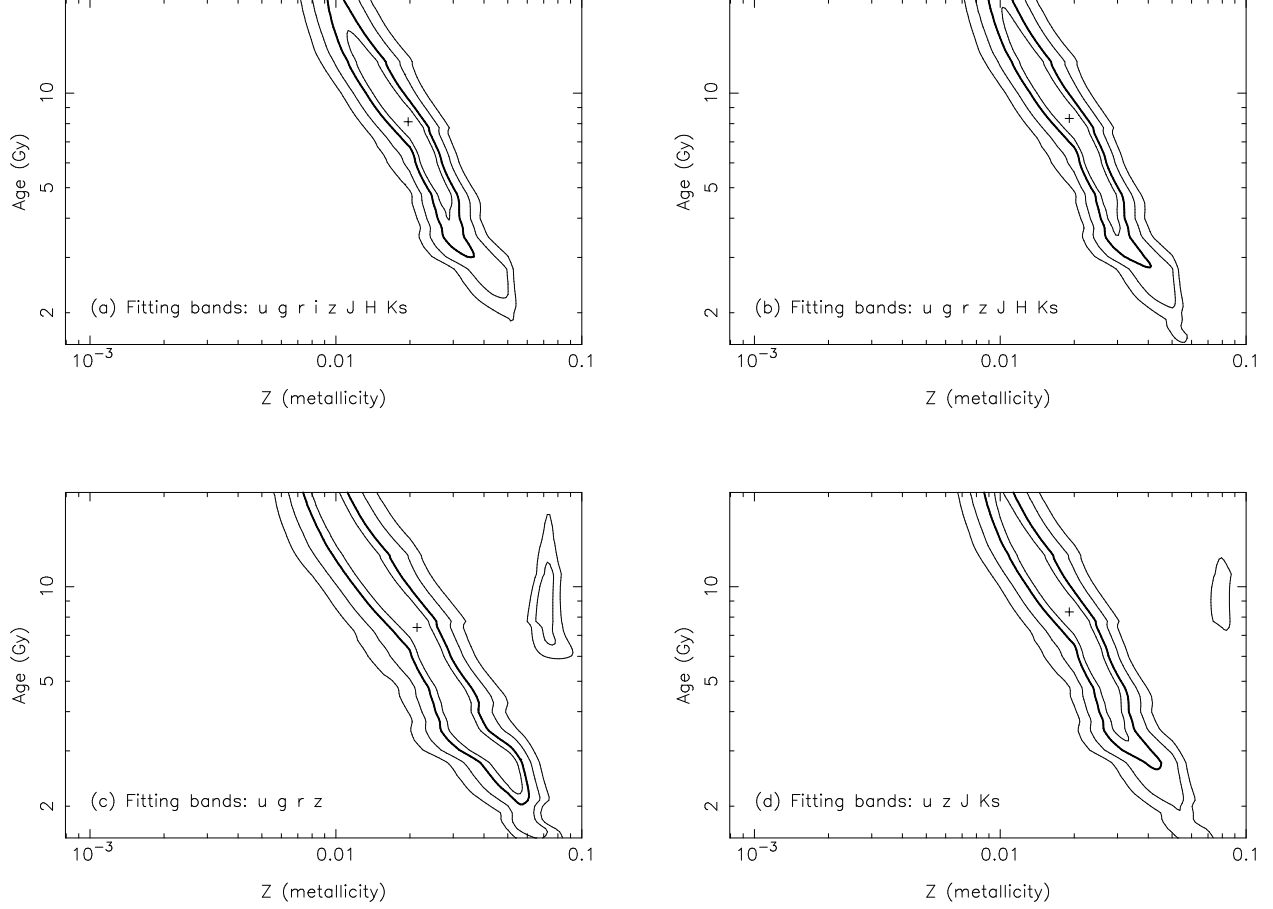 10
10
Age (Gy)
Age (Gy)
5
5
2
(a) Fitting bands: u g r i z J H Ks
2
(b) Fitting bands: u g r z J H Ks
10⁻³
0.01
0.1
10⁻³
0.01
0.1
Z (metallicity)
Z (metallicity)
10
10
Age (Gy)
Age (Gy)
5
5
2
(c) Fitting bands: u g r z
2
(d) Fitting bands: u z J Ks
10⁻³
0.01
0.1
10⁻³
0.01
0.1
Z (metallicity)
Z (metallicity)